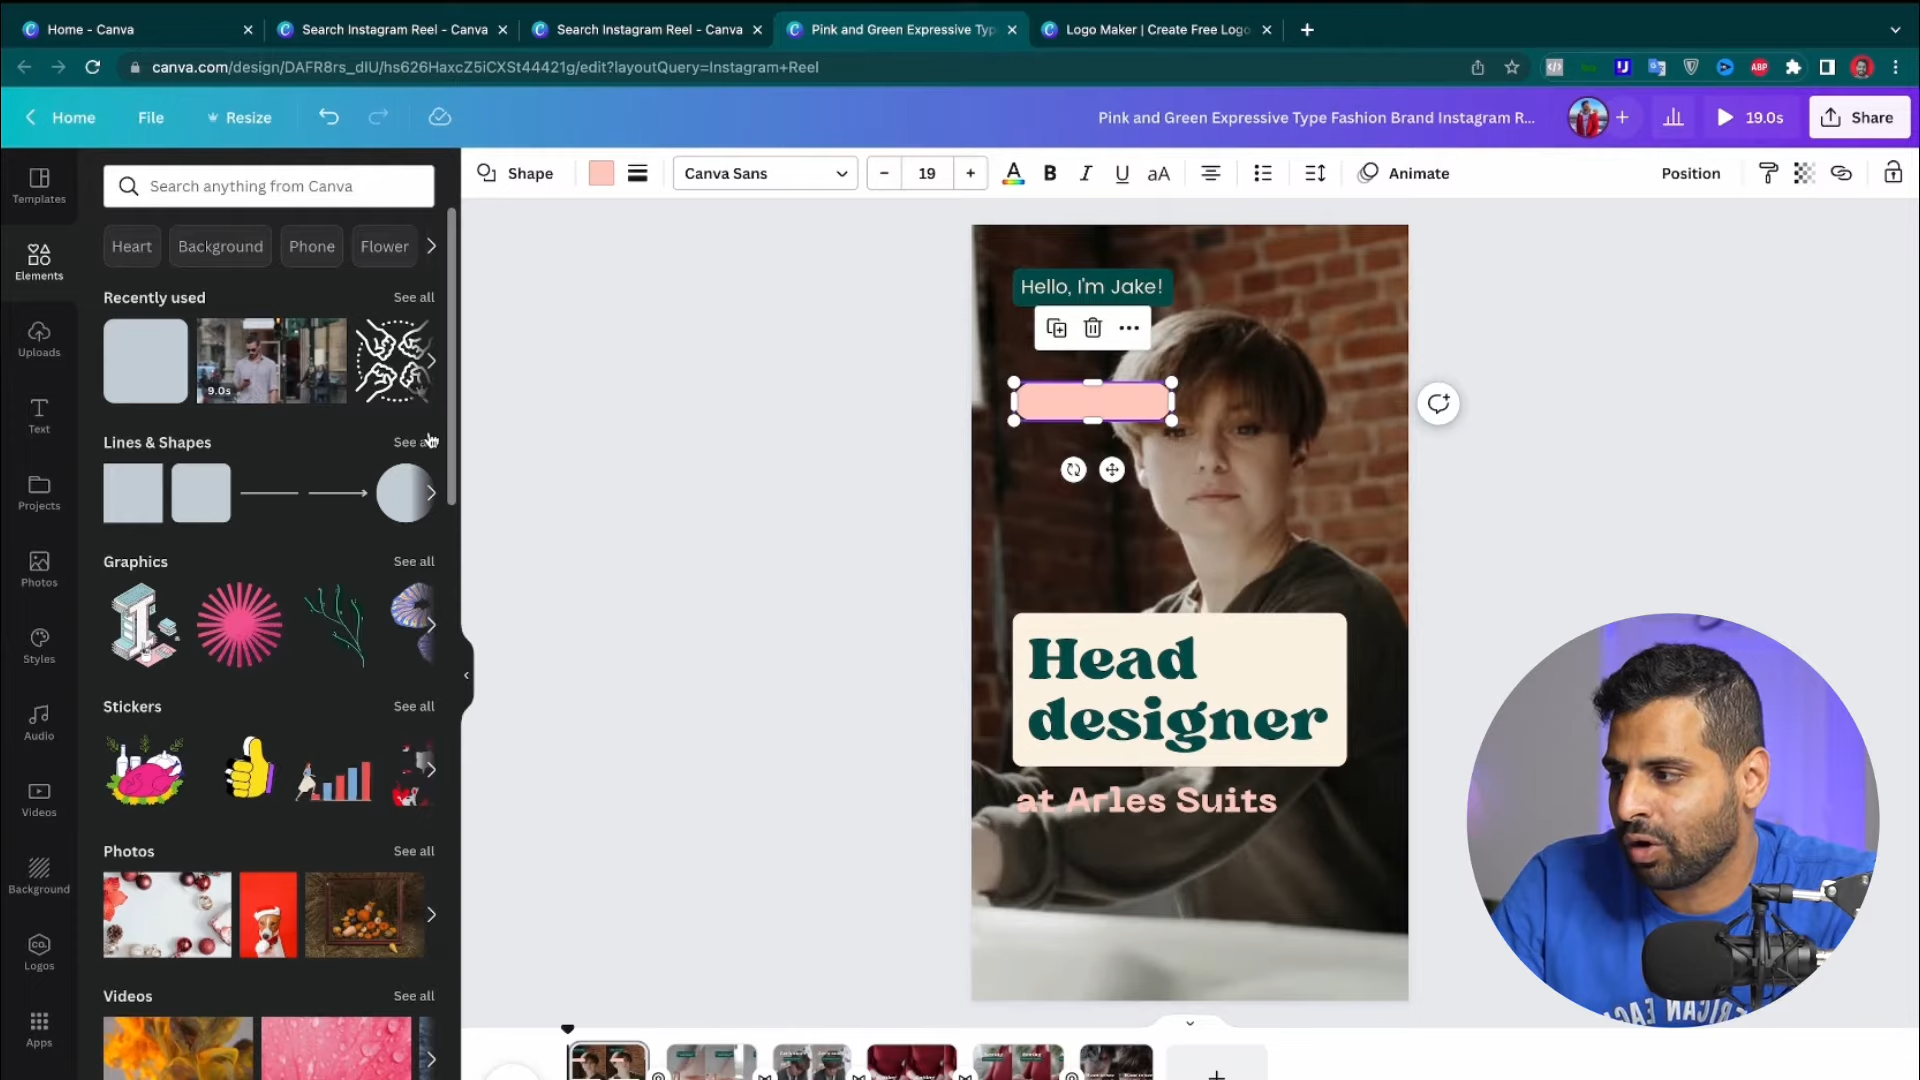 Home - Canva
Search Instagram Reel - Canva
Search Instagram Reel - Canva
Pink and Green Expressive Typ
Logo Maker | Create Free Logo
canva.com/design/DAFR8rs_dIU/hs626HaxcZ5iCXSt44421g/edit?layoutQuery=Instagram+Reel
ABP
Home
File
Resize
Pink and Green Expressive Type Fashion Brand Instagram R...
19.0s
Share
Templates
Elements
Uploads
Text
Projects
Photos
Styles
Audio
Videos
Background
Logos
Apps
Search anything from Canva
Heart
Background
Phone
Flower
Recently used
See all
9.0s
Lines & Shapes
See all
Graphics
See all
Stickers
See all
Photos
See all
Videos
See all
Shape
Canva Sans
19
A
B
I
U
aA
Animate
Position
Hello, I'm Jake!
Head
designer
at Arles Suits